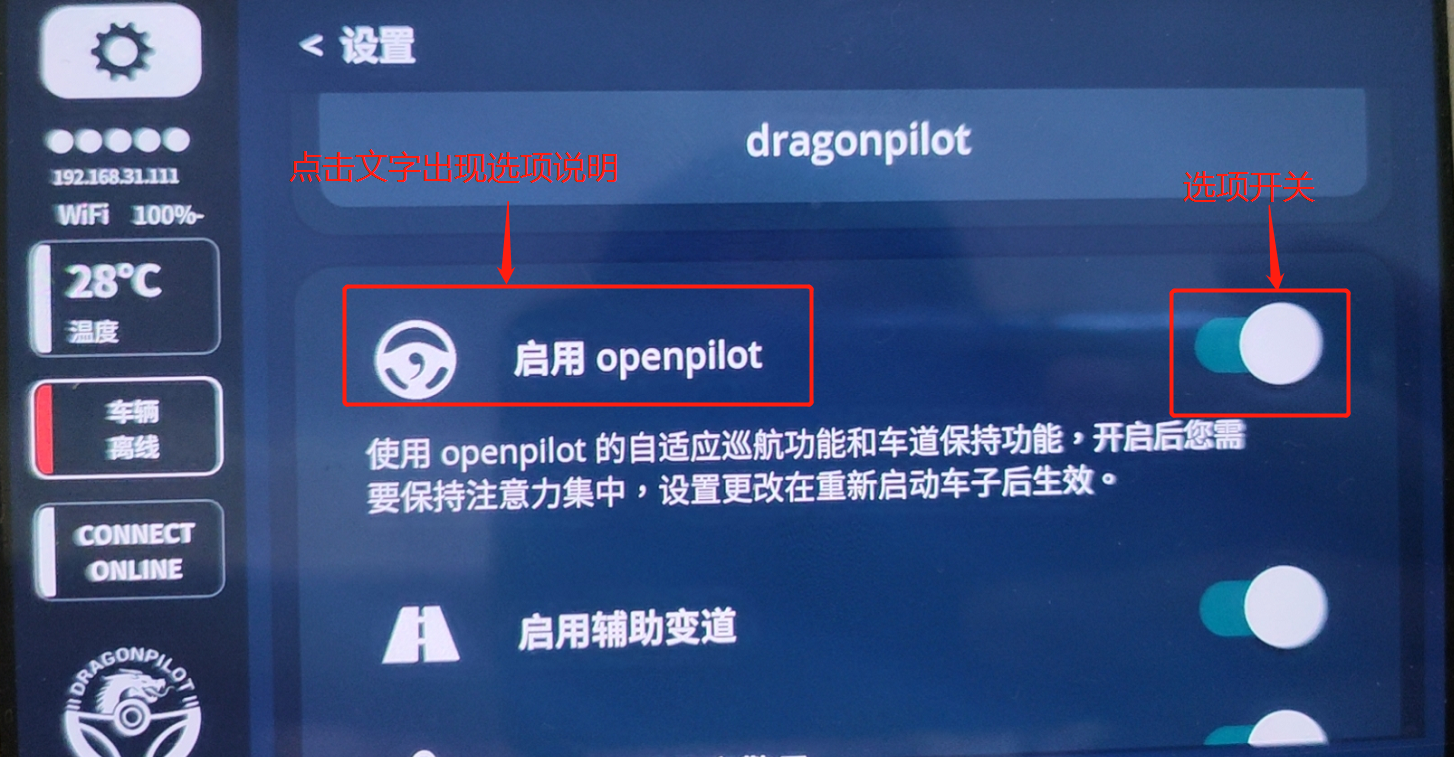 < 设置
192.168.31.111
WiFi 100%-
28°C
温度
车辆
离线
CONNECT
ONLINE
DRAGONPILOT
dragonpilot
点击文字出现选项说明
选项开关
启用 openpilot
使用 openpilot 的自适应巡航功能和车道保持功能，开启后您需
要保持注意力集中，设置更改在重新启动车子后生效。
启用辅助变道